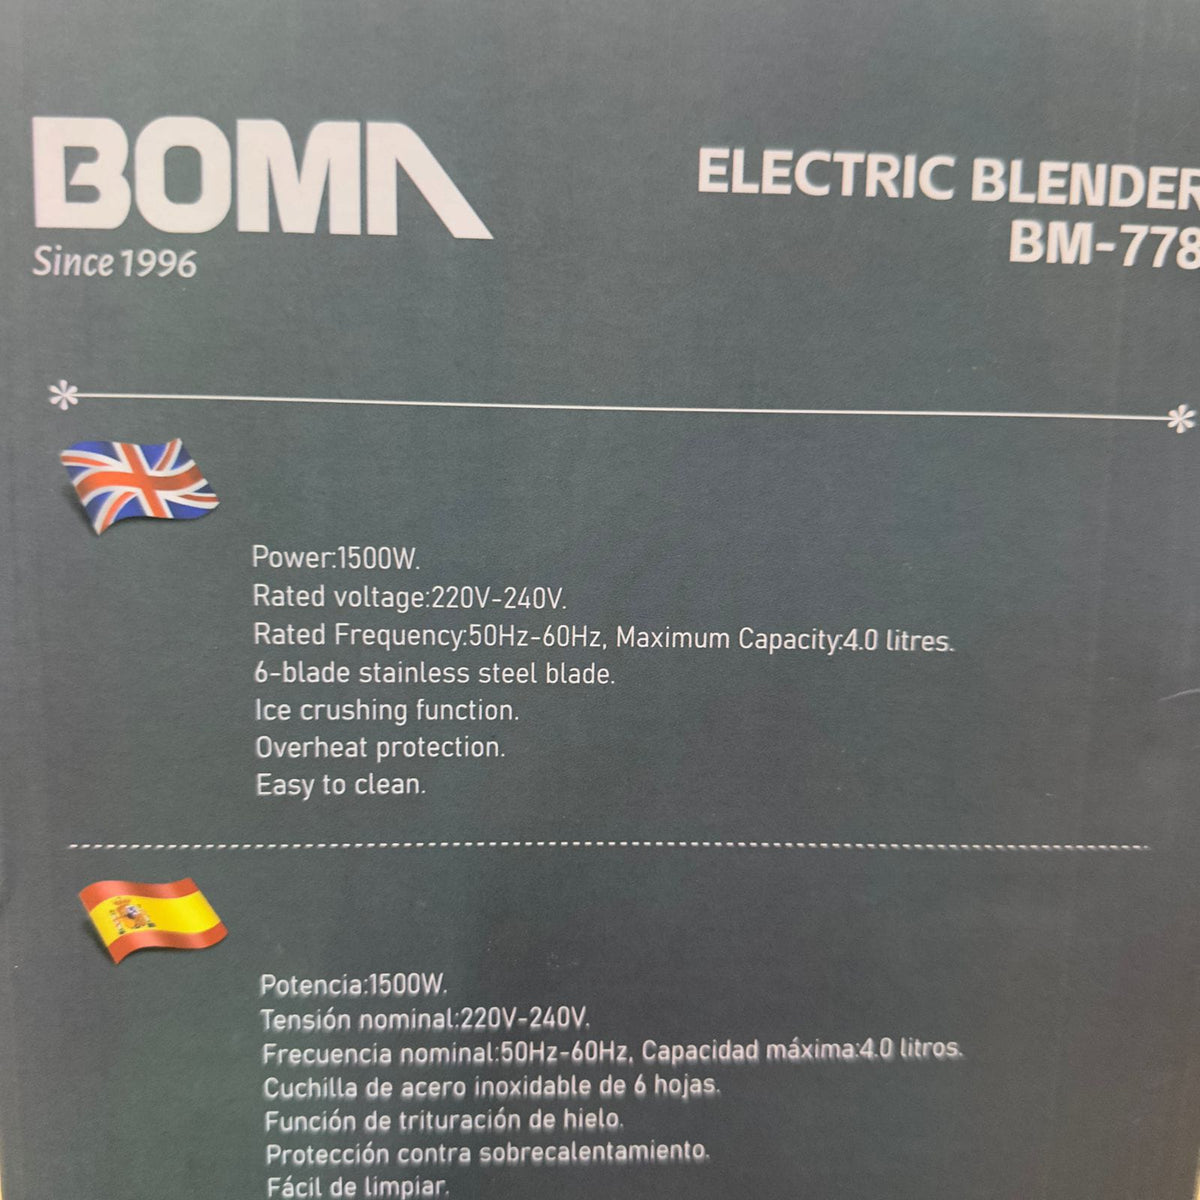 BOMA
Since 1996
ELECTRIC BLENDER
BM-778
Power:1500W.
Rated voltage:220V-240V.
Rated Frequency:50Hz-60Hz, Maximum Capacity:4.0 litres.
6-blade stainless steel blade.
Ice crushing function.
Overheat protection.
Easy to clean.
Potencia:1500W.
Tensión nominal:220V-240V.
Frecuencia nominal:50Hz-60Hz, Capacidad máxima:4.0 litros.
Cuchilla de acero inoxidable de 6 hojas.
Función de trituración de hielo.
Protección contra sobrecalentamiento.
Fácil de limpiar.